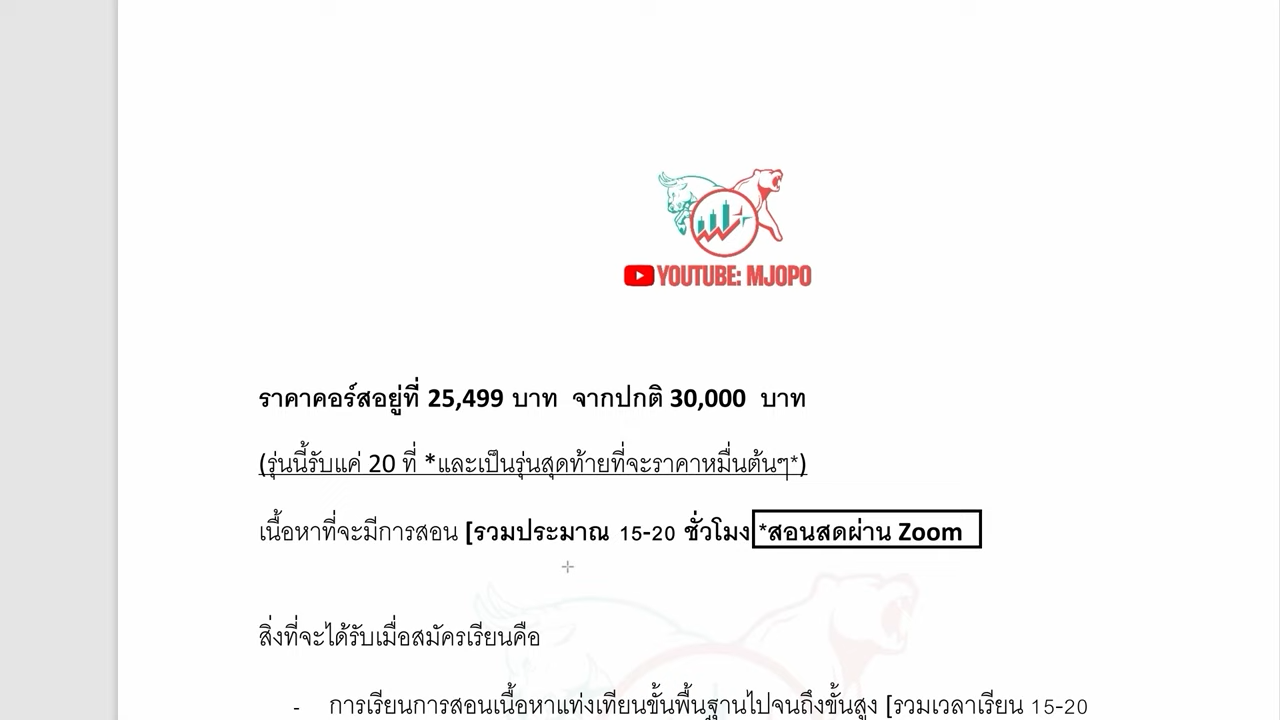 YOUTUBE: MJOPO
ราคาคอร์สอยู่ที่ 25,499 บาท จากปกติ 30,000 บาท
(รุ่นนี้รับแค่ 20 ที่ *และเป็นรุ่นสุดท้ายที่จะราคาหมื่นต้นๆ*)
เนื้อหาที่จะมีการสอน [รวมประมาณ 15-20 ชั่วโมง *สอนสดผ่าน Zoom
สิ่งที่จะได้รับเมื่อสมัครเรียนคือ
- การเรียนการสอนเนื้อหาแท่งเทียนขั้นพื้นฐานไปจนถึงขั้นสูง [รวมเวลาเรียน 15-20